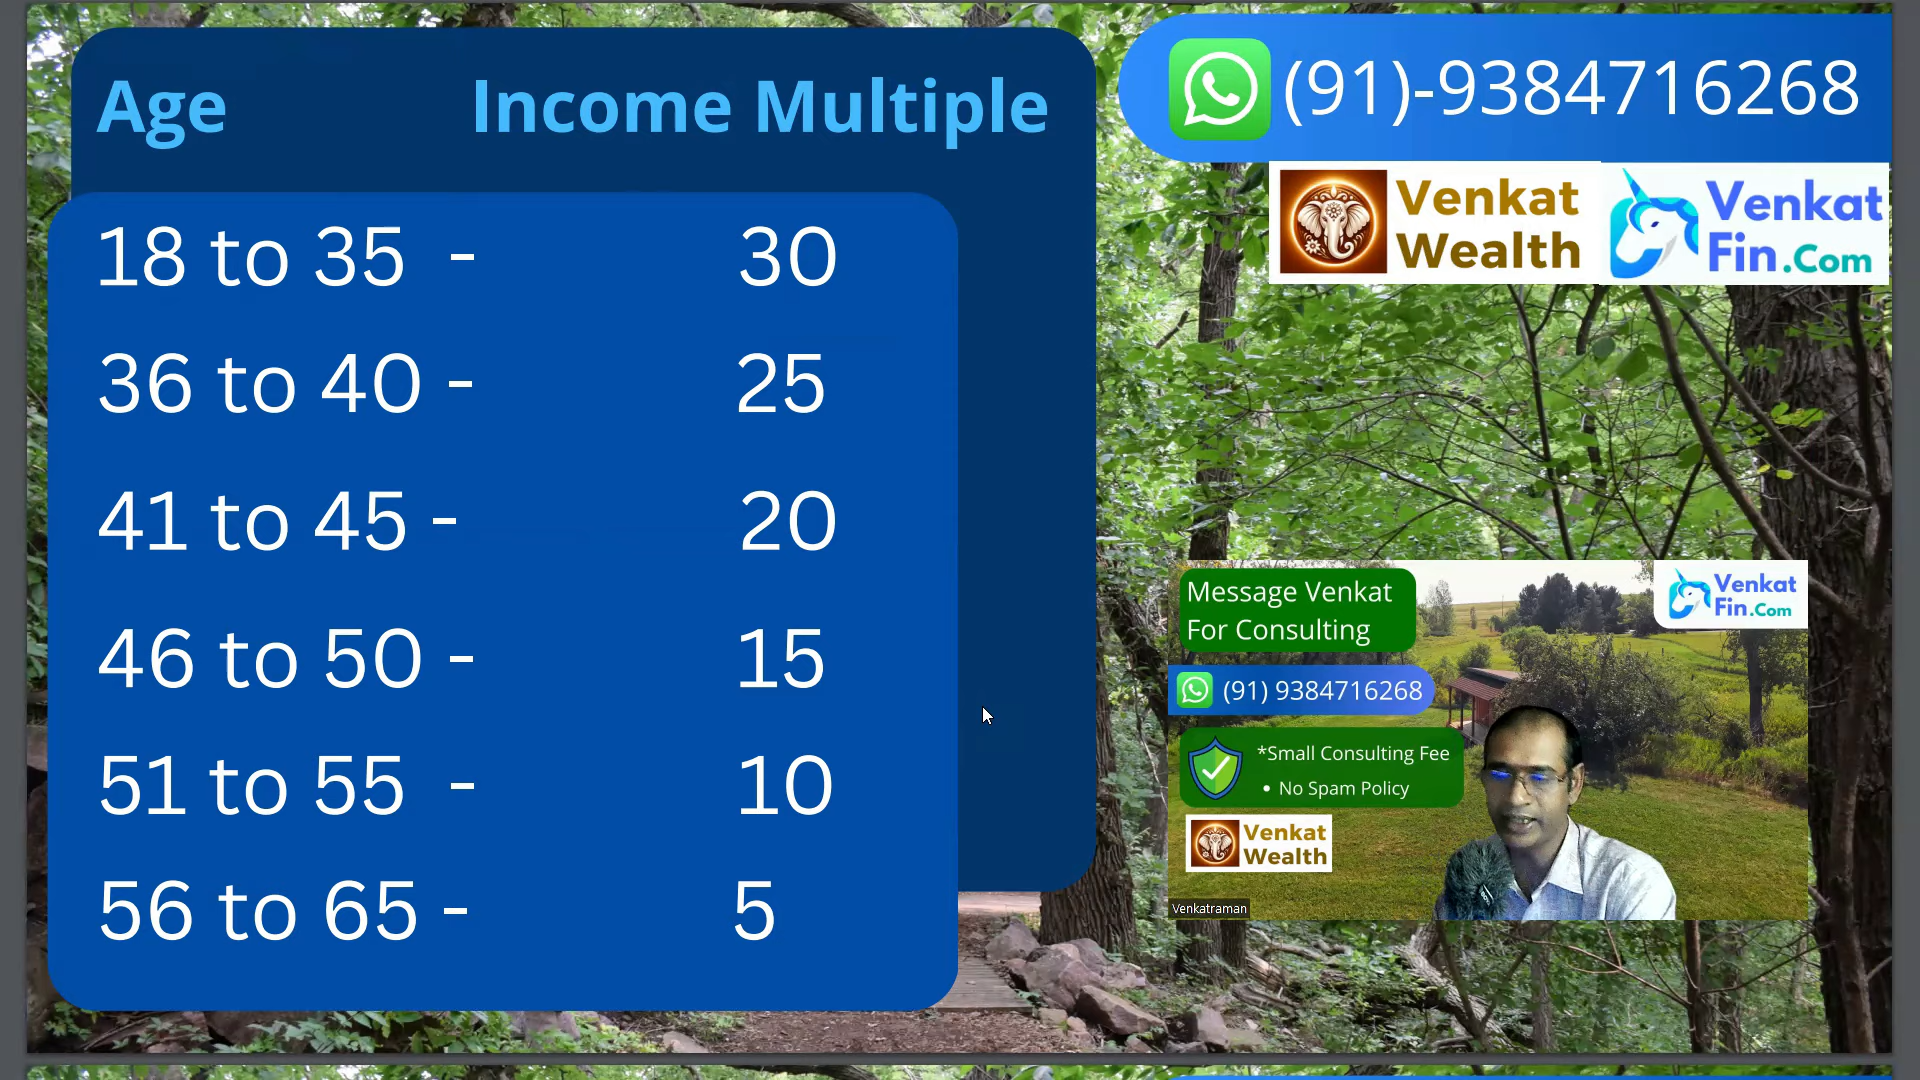 Age Income Multiple
18 to 35 - 30
36 to 40 - 25
41 to 45 - 20
46 to 50 - 15
51 to 55 - 10
56 to 65 - 5
(91)-9384716268
Venkat
Wealth
Venkat
Fin.Com
Message Venkat
For Consulting
Venkat
Fin.Com
(91) 9384716268
*Small Consulting Fee
• No Spam Policy
Venkat
Wealth
Venkatraman